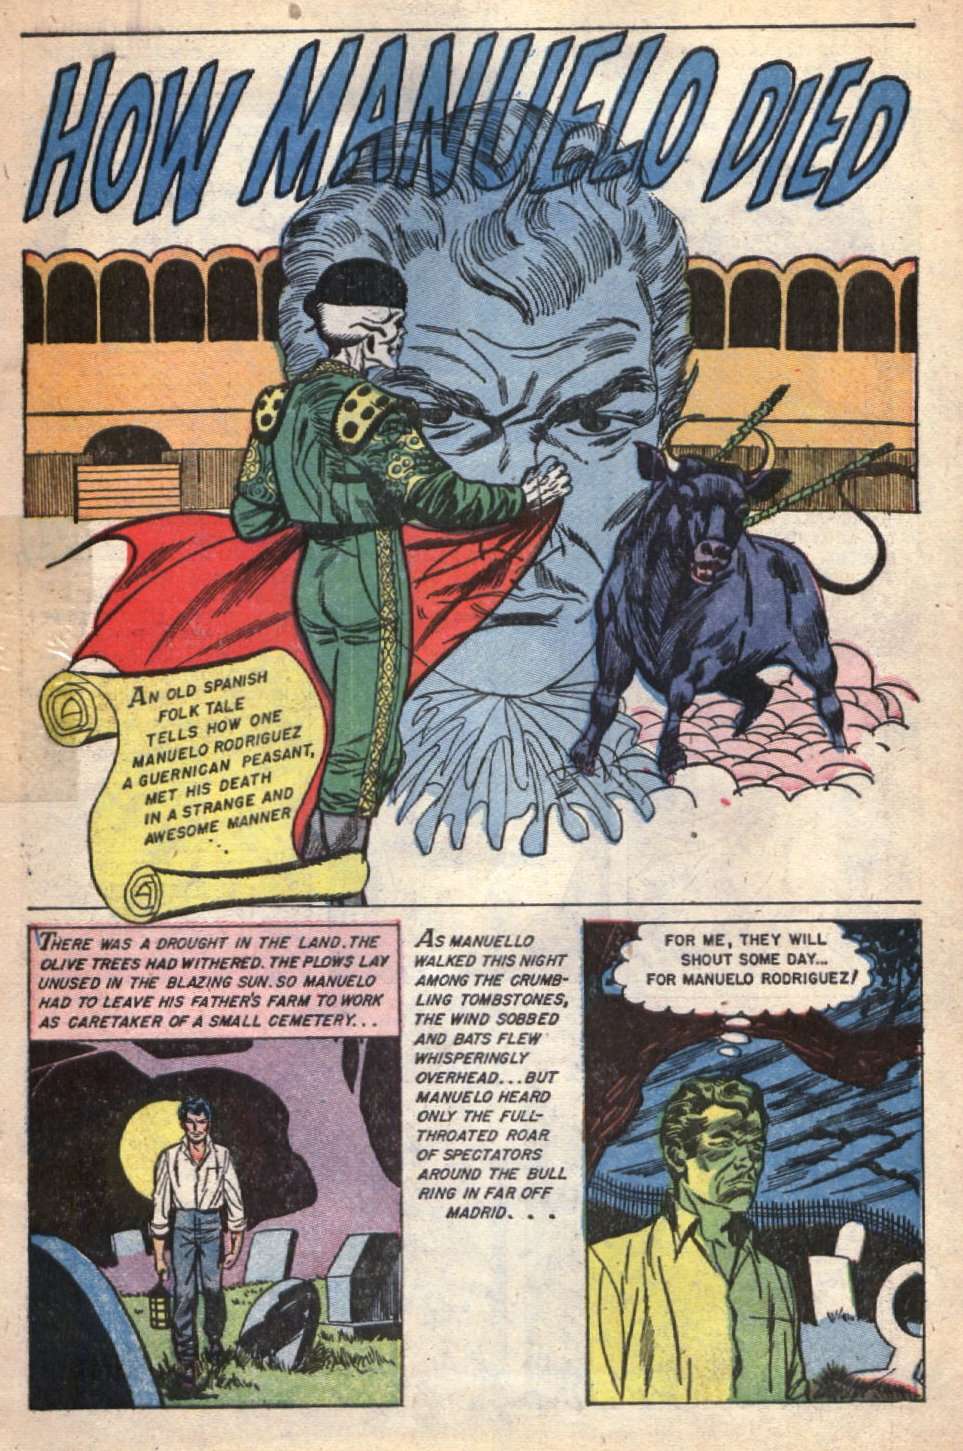 HOW MANUELO DIED
AN OLD SPANISH
FOLK TALE
TELLS HOW ONE
MANUELO RODRIGUEZ
A GUERNICAN PEASANT,
MET HIS DEATH
IN A STRANGE AND
AWESOME MANNER
...
THERE WAS A DROUGHT IN THE LAND. THE
OLIVE TREES HAD WITHERED. THE PLOWS LAY
UNUSED IN THE BLAZING SUN. SO MANUELO
HAD TO LEAVE HIS FATHER'S FARM TO WORK
AS CARETAKER OF A SMALL CEMETERY...
AS MANUELLO
WALKED THIS NIGHT
AMONG THE CRUMB-
LING TOMBSTONES,
THE WIND SOBBED
AND BATS FLEW
WHISPERINGLY
OVERHEAD...BUT
MANUELO HEARD
ONLY THE FULL-
THROATED ROAR
OF SPECTATORS
AROUND THE BULL
RING IN FAR OFF
MADRID...
FOR ME, THEY WILL
SHOUT SOME DAY...
FOR MANUELO RODRIGUEZ!